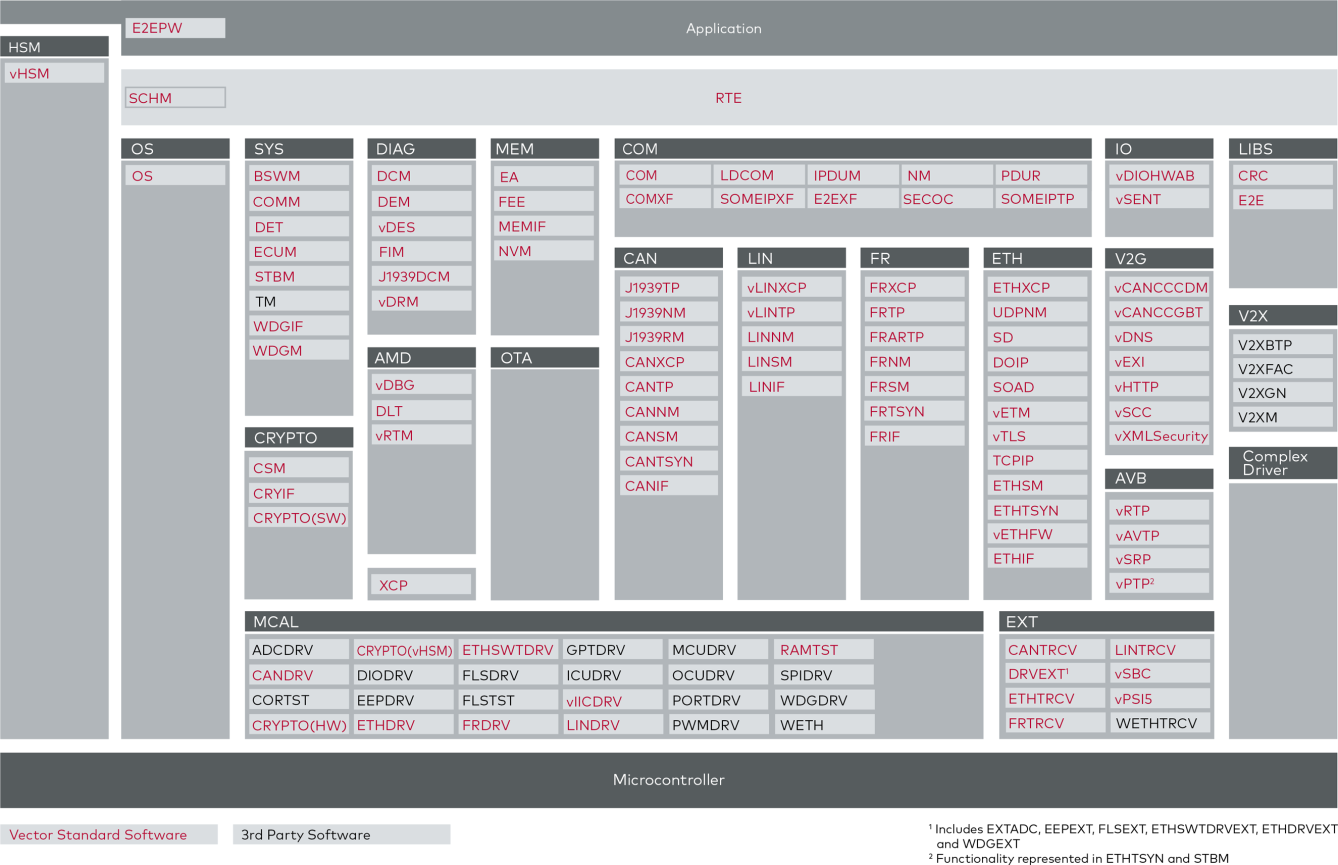 E2EPW
Application
HSM
vHSM
SCHM
RTE
OS
OS
SYS
BSWM
COMM
DET
ECUM
STBM
TM
WDGIF
WDGM
CRYPTO
CSM
CRYIF
CRYPTO(SW)
DIAG
DCM
DEM
vDES
FIM
J1939DCM
vDRM
AMD
vDBG
DLT
vRTM
XCP
MEM
EA
FEE
MEMIF
NVM
OTA
COM
COM LDCOM IPDUM NM PDUR
COMXF SOMEIPXF E2EXF SECOC SOMEIPTP
CAN
J1939TP
J1939NM
J1939RM
CANXCP
CANTP
CANNM
CANSM
CANTSYN
CANIF
LIN
vLINXCP
vLINTP
LINNM
LINSM
LINIF
FR
FRXCP
FRTP
FRARTP
FRNM
FRSM
FRTSYN
FRIF
ETH
ETHXCP
UDPNM
SD
DOIP
SOAD
vETM
vTLS
TCPIP
ETHSM
ETHTSYN
vETHFW
ETHIF
IO
vDIOHWAB
vSENT
V2G
vCANCCCDM
vCANCCGBT
vDNS
vEXI
vHTTP
vSCC
vXMLSecurity
AVB
vRTP
vAVTP
vSRP
vPTP²
LIBS
CRC
E2E
V2X
V2XBTP
V2XFAC
V2XGN
V2XM
Complex
Driver
MCAL
ADCDRV CRYPTO(vHSM) ETHSWTDRV GPTDRV MCUDRV RAMTST
CANDRV DIODRV FLSDRV ICUDRV OCUDRV SPIDRV
CORTST EEPDRV FLSTST vIICDRV PORTDRV WDGDRV
CRYPTO(HW) ETHDRV FRDRV LINDRV PWMDRV WETH
EXT
CANTRCV LINTRCV
DRVEXT¹ vSBC
ETHTRCV vPSI5
FRTRCV WETHTRCV
Microcontroller
Vector Standard Software
3rd Party Software
¹ Includes EXTADC, EEPEXT, FLSEXT, ETHSWTDRVEXT, ETHDRVEXT
and WDGEXT
² Functionality represented in ETHTSYN and STBM